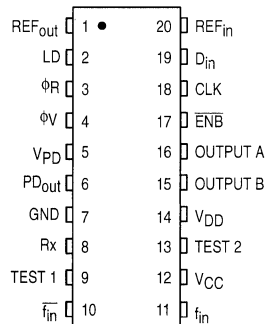 REFout 1 20 REFin
LD 2 19 Din
ϕR 3 18 CLK
ϕV 4 17 E̅N̅B̅
VPD 5 16 OUTPUT A
PDout 6 15 OUTPUT B
GND 7 14 VDD
Rx 8 13 TEST 2
TEST 1 9 12 VCC
f̅i̅n̅ 10 11 fin